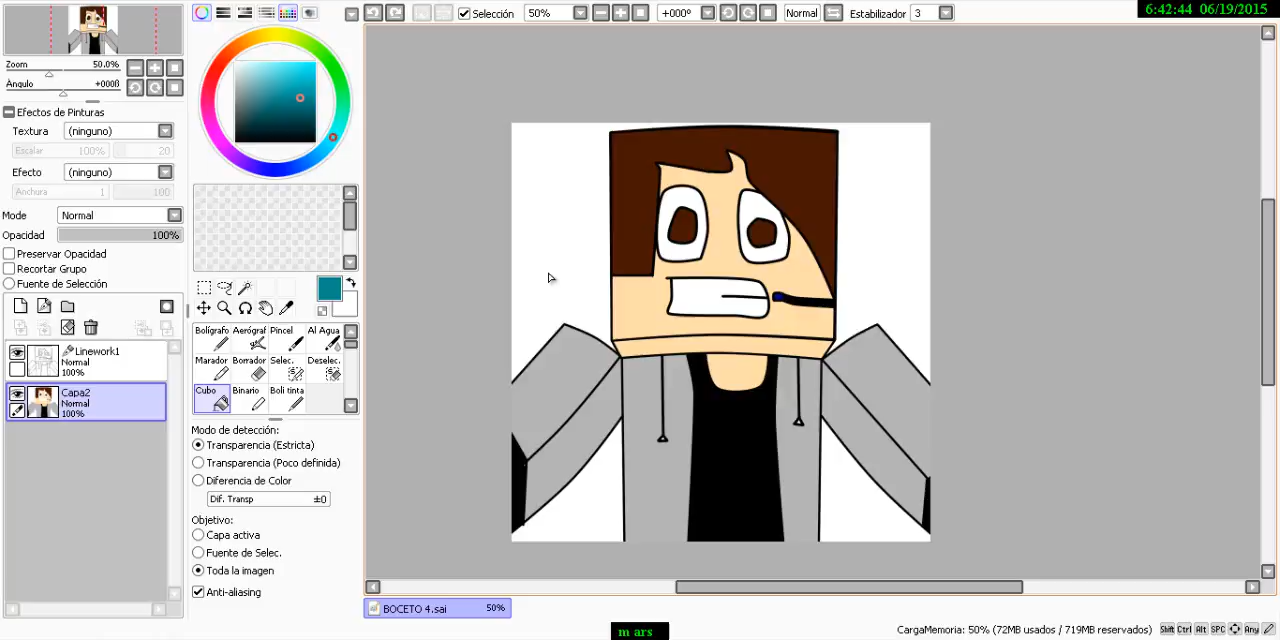 Selección
50%
+000º
Normal
Estabilizador
3
6:42:44 06/19/2015
Zoom
50.0%
Àngulo
+000ß
Efectos de Pinturas
Textura
(ninguno)
Escalar
100%
20
Efecto
(ninguno)
Anchura
1
100
Mode
Normal
Opacidad
100%
Preservar Opacidad
Recortar Grupo
Fuente de Selección
Linework1
Normal
100%
Capa2
Normal
100%
Bolígrafo
Aerógraf
Pincel
Al Agua
Marador
Borrador
Selec.
Deselec.
Cubo
Binario
Boli tinta
Modo de detección:
Transparencia (Estricta)
Transparencia (Poco definida)
Diferencia de Color
Dif. Transp
±0
Objetivo:
Capa activa
Fuente de Selec.
Toda la imagen
Anti-aliasing
BOCETO 4.sai
50%
m ars
CargaMemoria: 50% (72MB usados / 719MB reservados)
Shift Ctrl Alt SPC Any